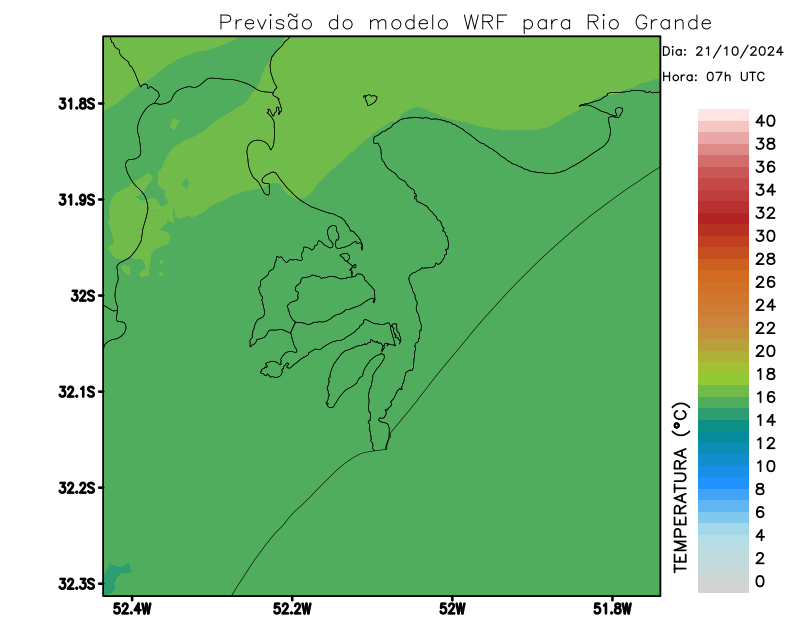 Previsão do modelo WRF para Rio Grande
Dia: 21/10/2024
Hora: 07h UTC
31.8S
31.9S
32S
32.1S
32.2S
32.3S
52.4W
52.2W
52W
51.8W
TEMPERATURA (°C)
40
38
36
34
32
30
28
26
24
22
20
18
16
14
12
10
8
6
4
2
0